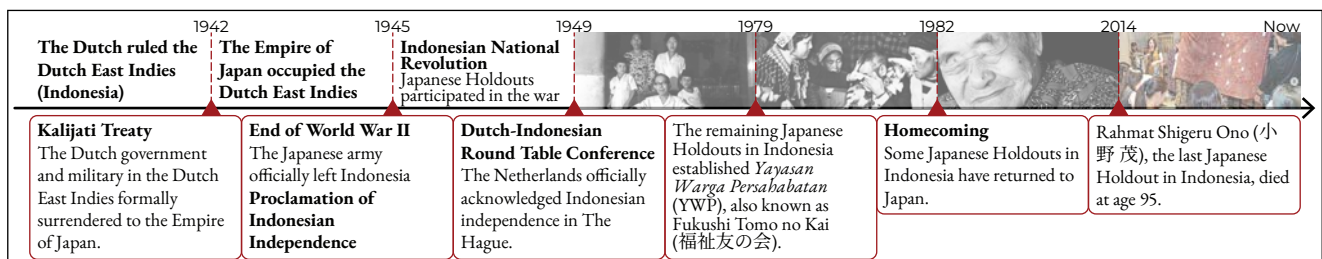 1942
1945
1949
1979
1982
2014
Now
The Dutch ruled the
Dutch East Indies
(Indonesia)
The Empire of
Japan occupied the
Dutch East Indies
Indonesian National
Revolution
Japanese Holdouts
participated in the war
Kalijati Treaty
The Dutch government
and military in the Dutch
East Indies formally
surrendered to the Empire
of Japan.
End of World War II
The Japanese army
officially left Indonesia
Proclamation of
Indonesian
Independence
Dutch-Indonesian
Round Table Conference
The Netherlands officially
acknowledged Indonesian
independence in The
Hague.
The remaining Japanese
Holdouts in Indonesia
established Yayasan
Warga Persahabatan
(YWP), also known as
Fukushi Tomo no Kai
(福祉友の会).
Homecoming
Some Japanese Holdouts in
Indonesia have returned to
Japan.
Rahmat Shigeru Ono (小
野 茂), the last Japanese
Holdout in Indonesia, died
at age 95.